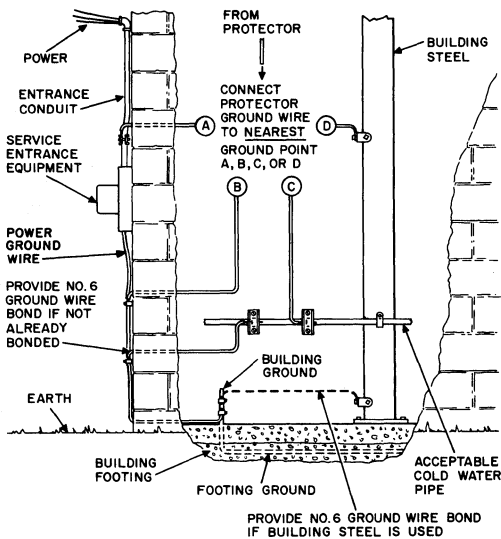 FROM
PROTECTOR
POWER
BUILDING
STEEL
ENTRANCE
CONDUIT
CONNECT
PROTECTOR
GROUND WIRE
TO NEAREST
GROUND POINT
A, B, C, OR D
A
D
SERVICE
ENTRANCE
EQUIPMENT
B
C
POWER
GROUND
WIRE
PROVIDE NO. 6
GROUND WIRE
BOND IF NOT
ALREADY
BONDED
BUILDING
GROUND
EARTH
BUILDING
FOOTING
FOOTING GROUND
ACCEPTABLE
COLD WATER
PIPE
PROVIDE NO. 6 GROUND WIRE BOND
IF BUILDING STEEL IS USED